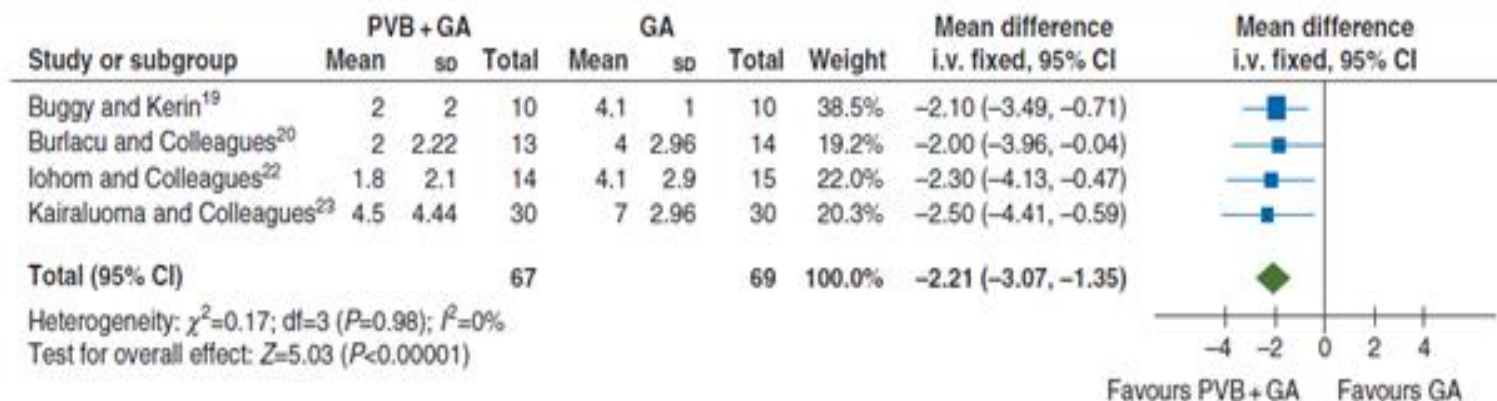 PVB + GA GA Mean difference Mean difference
Study or subgroup Mean SD Total Mean SD Total Weight i.v. fixed, 95% CI i.v. fixed, 95% CI
Buggy and Kerin19 2 2 10 4.1 1 10 38.5% –2.10 (–3.49, –0.71)
Burlacu and Colleagues20 2 2.22 13 4 2.96 14 19.2% –2.00 (–3.96, –0.04)
Iohom and Colleagues22 1.8 2.1 14 4.1 2.9 15 22.0% –2.30 (–4.13, –0.47)
Kairaluoma and Colleagues23 4.5 4.44 30 7 2.96 30 20.3% –2.50 (–4.41, –0.59)
Total (95% CI) 67 69 100.0% –2.21 (–3.07, –1.35)
Heterogeneity: χ2=0.17; df=3 (P=0.98); I2=0%
Test for overall effect: Z=5.03 (P<0.00001)
–4 –2 0 2 4
Favours PVB + GA Favours GA